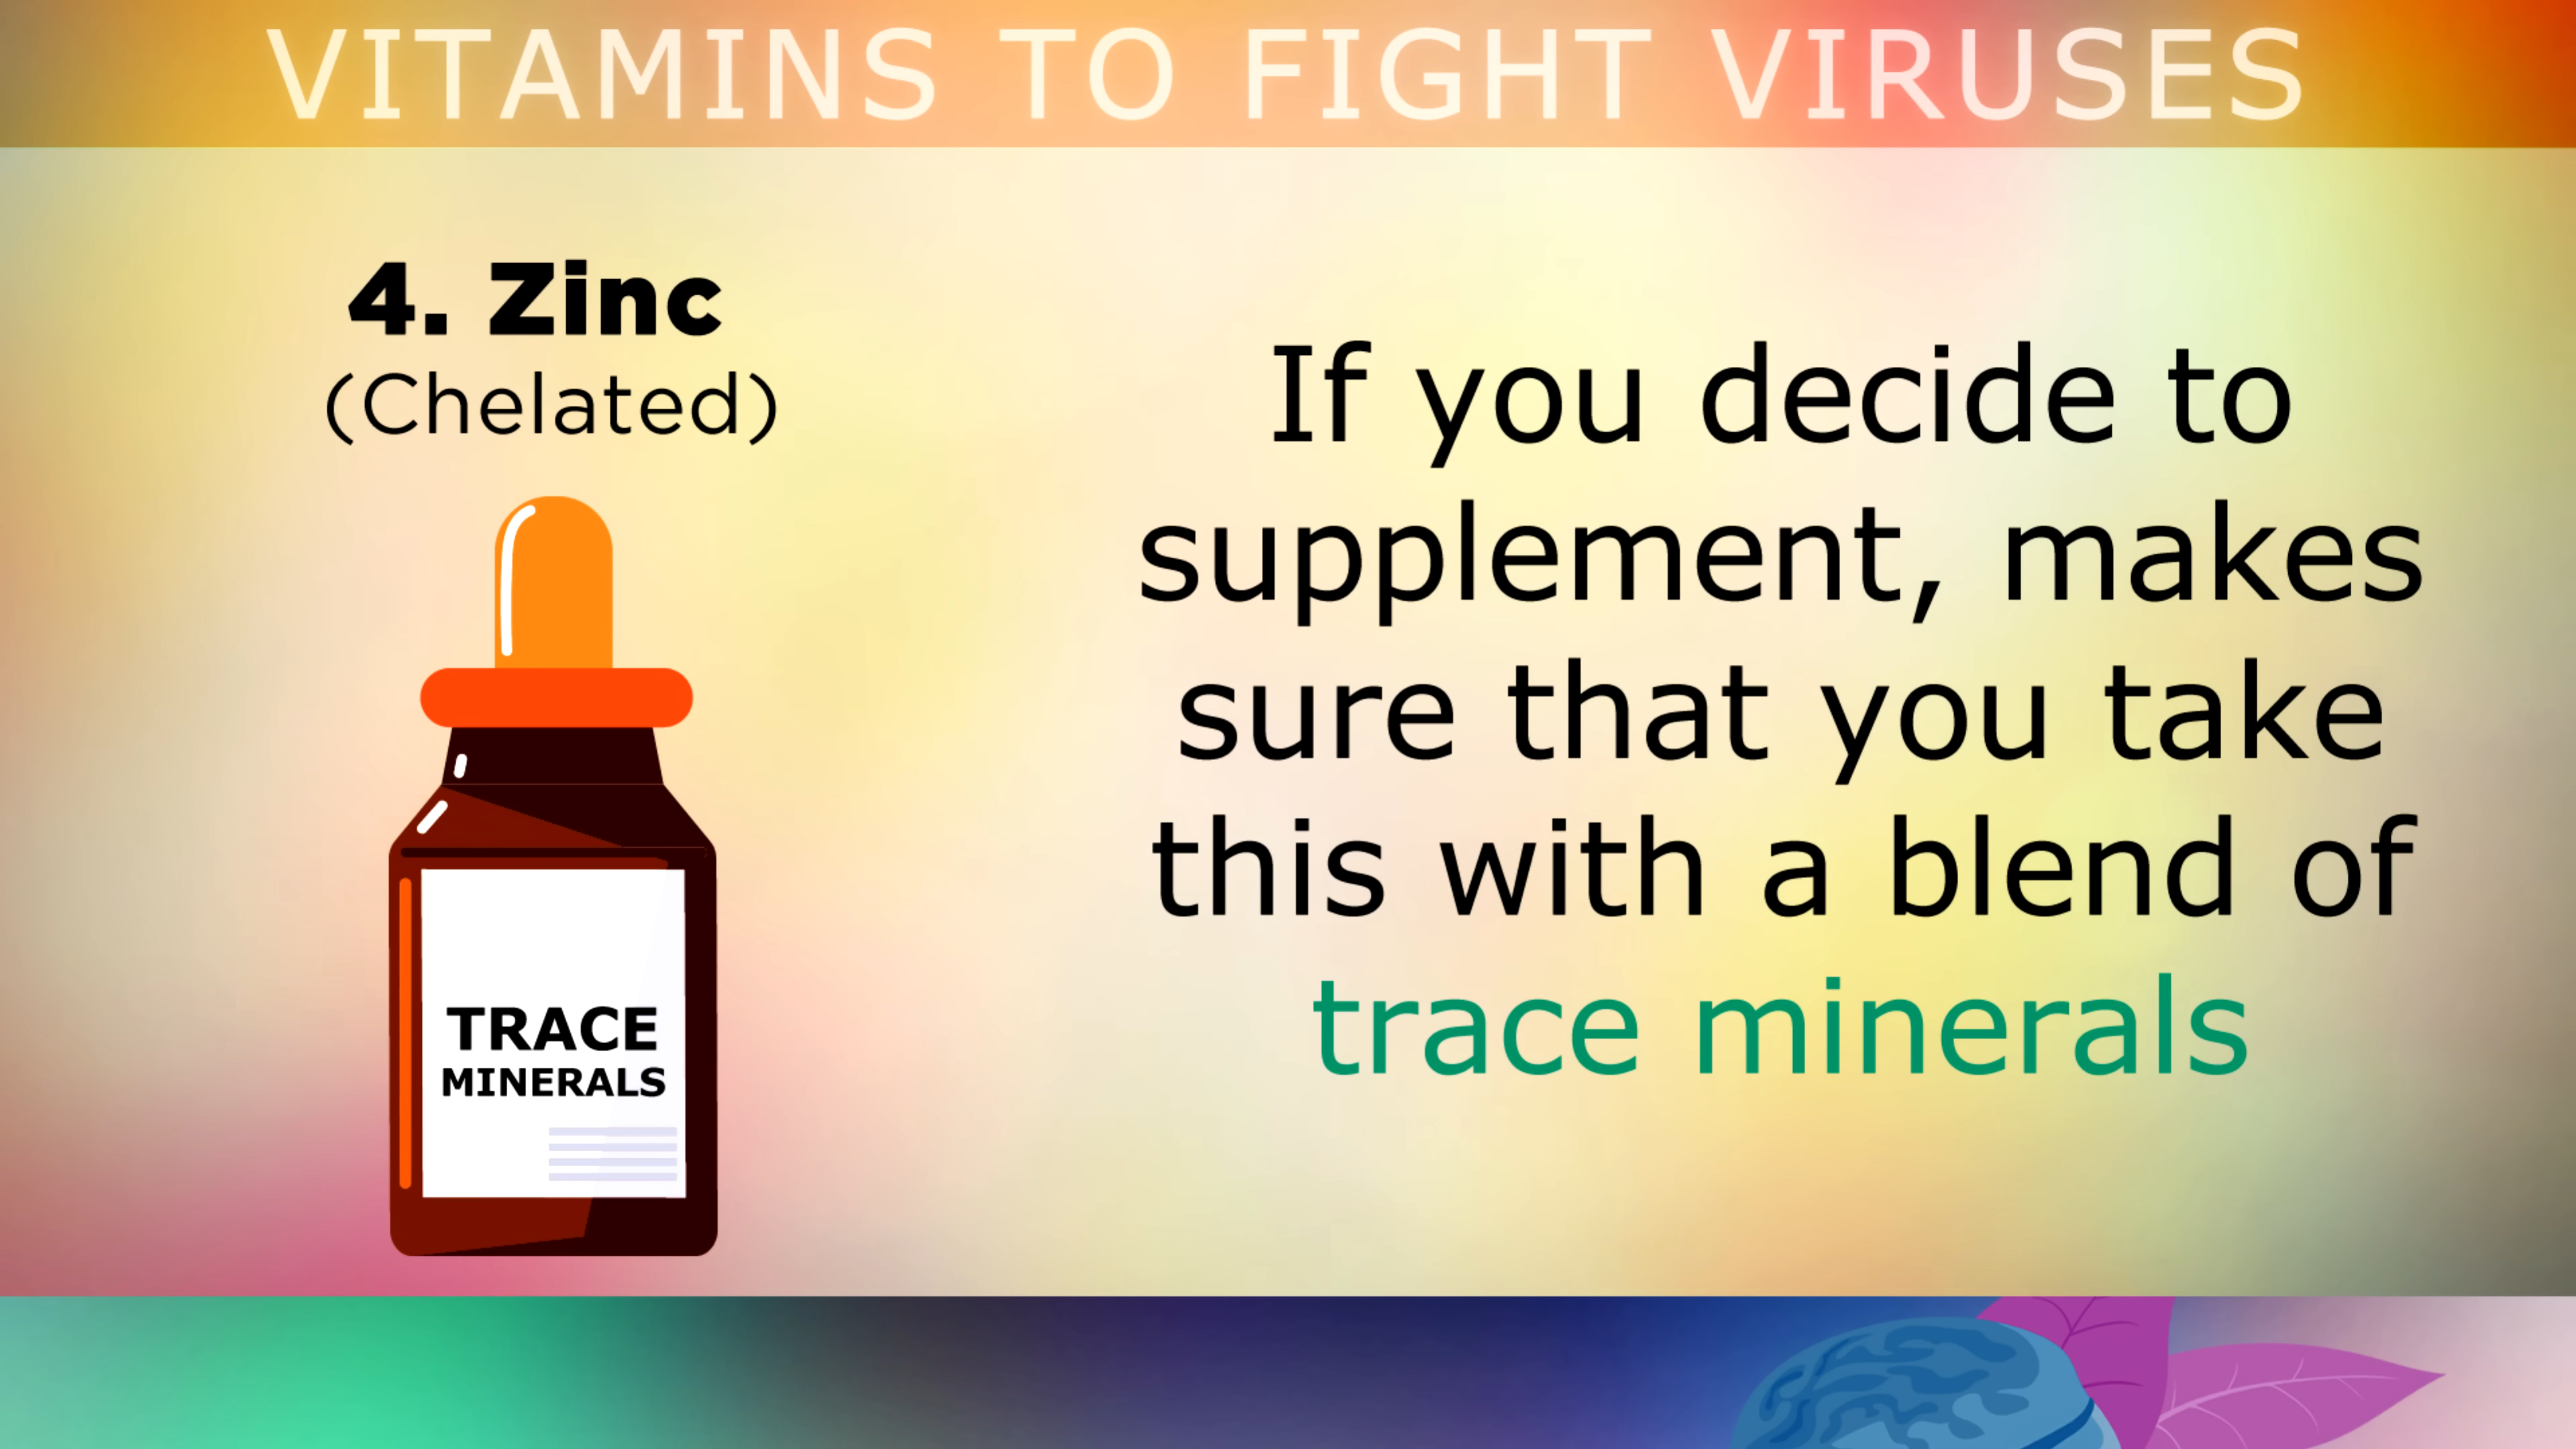 VITAMINS TO FIGHT VIRUSES
4. Zinc
(Chelated)
TRACE
MINERALS
If you decide to
supplement, makes
sure that you take
this with a blend of
trace minerals